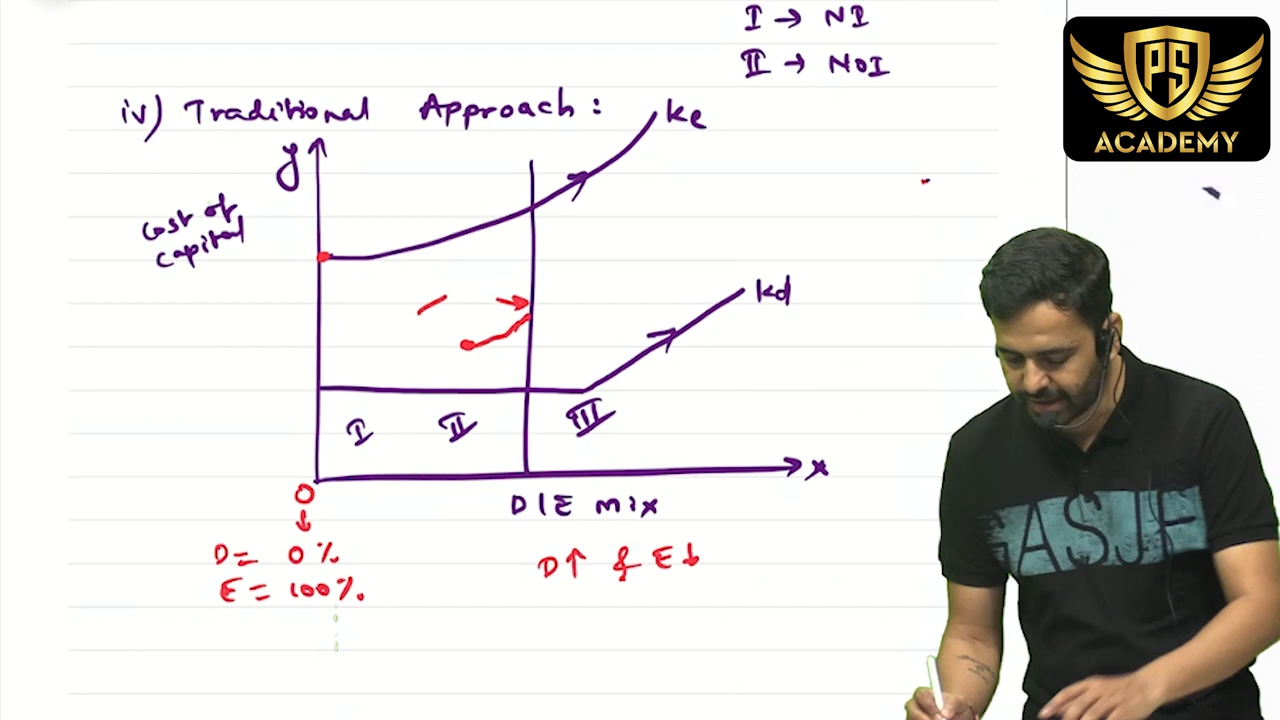 I → NI
II → NOI
iv) Traditional Approach :
y
ke
Cost of
capital
kd
I II III
x
D/E mix
0
↓
D = 0 %
E = 100%.
D↑ & E↓
PS
ACADEMY
GASJF